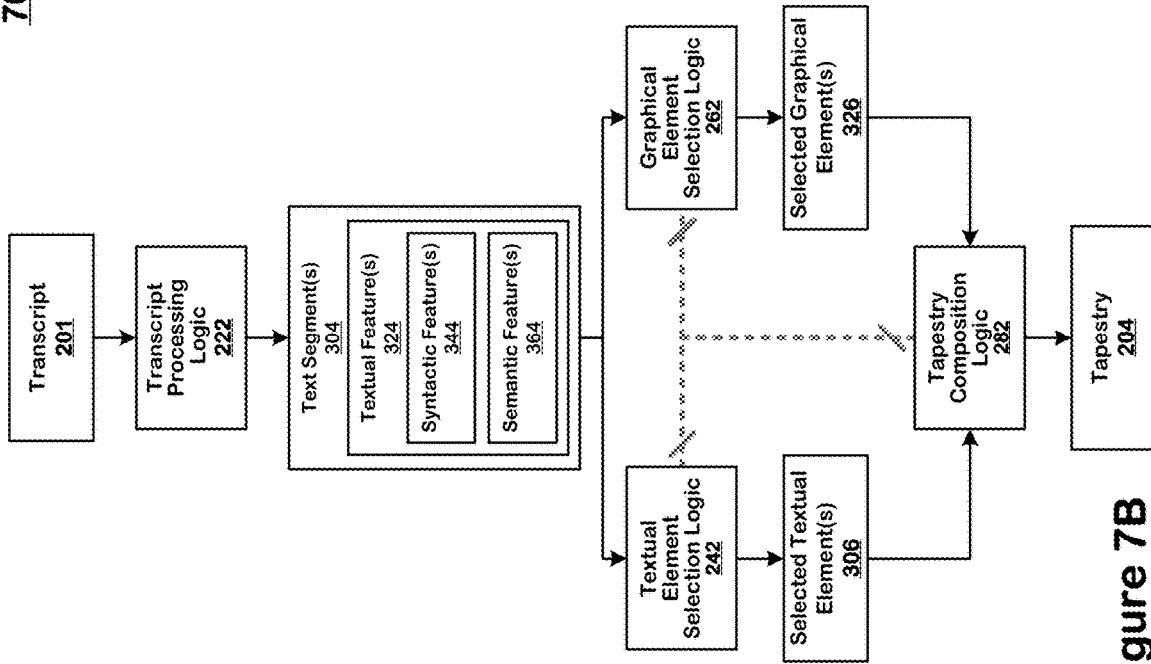 Transcript
201
Transcript
Processing
Logic
222
Text Segment(s)
304
Textual Feature(s)
324
Syntactic Feature(s)
344
Semantic Feature(s)
364
Textual
Element
Selection Logic
242
Graphical
Element
Selection Logic
262
Selected Textual
Element(s)
306
Selected Graphical
Element(s)
326
Tapestry
Composition
Logic
282
Tapestry
204
gure 7B